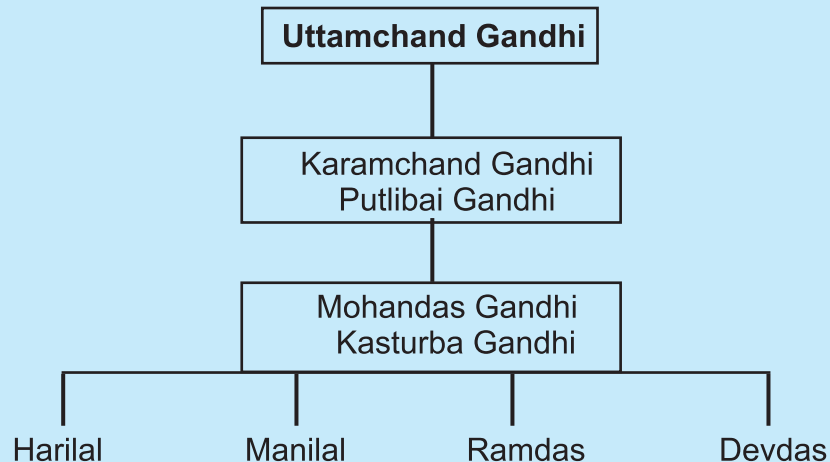 Uttamchand Gandhi
Karamchand Gandhi
Putlibai Gandhi
Mohandas Gandhi
Kasturba Gandhi
Harilal Manilal Ramdas Devdas